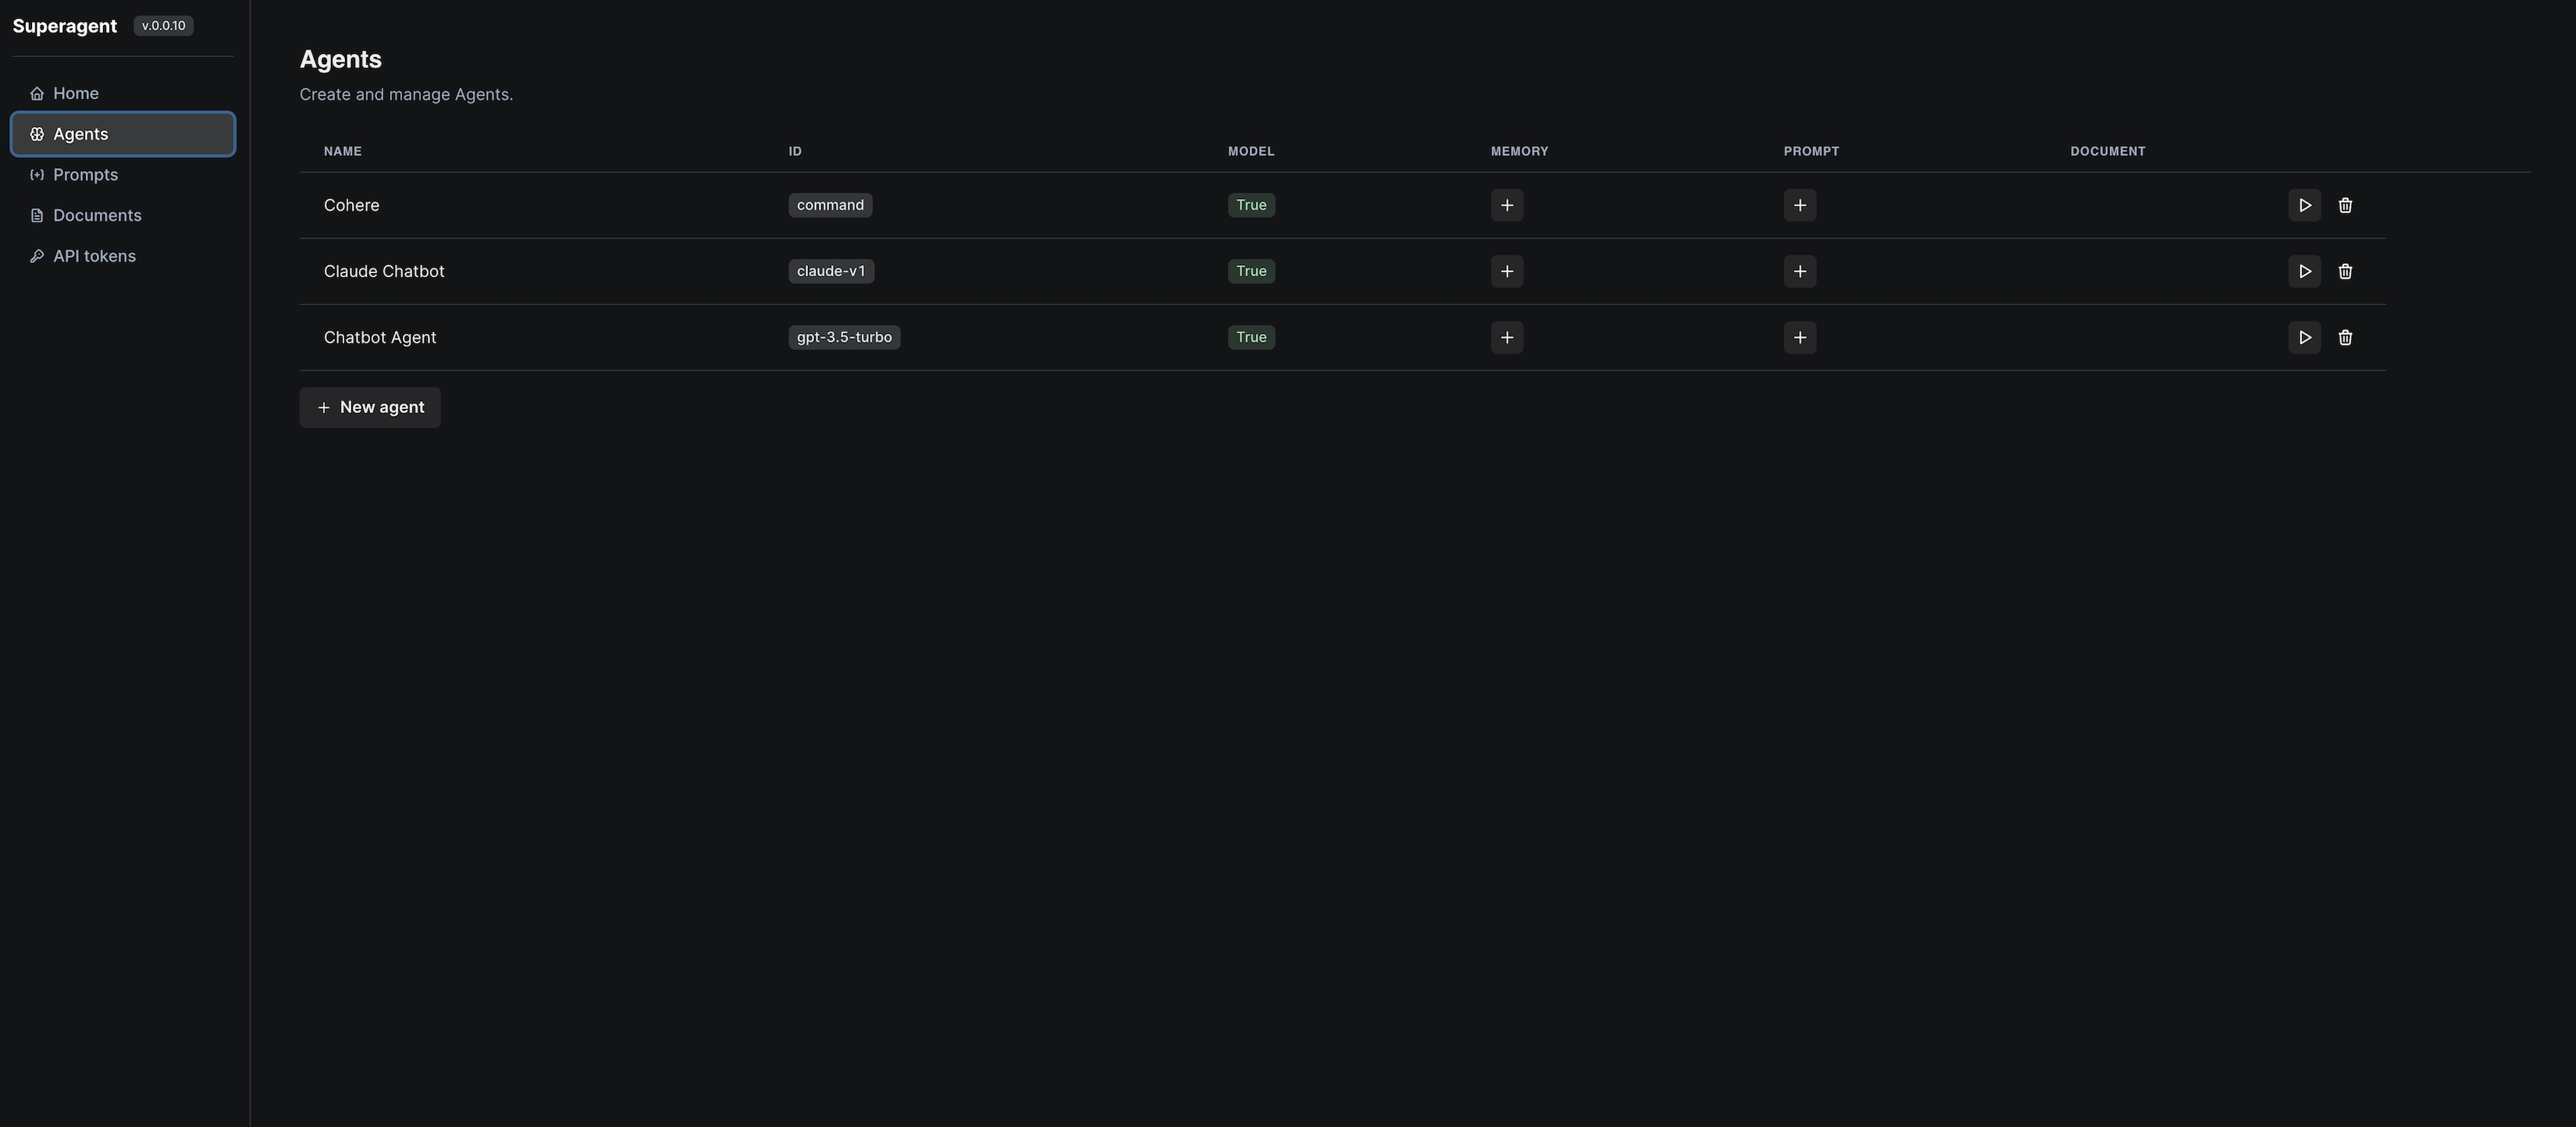 Superagent v.0.0.10
Home
Agents
Prompts
Documents
API tokens
Agents
Create and manage Agents.
NAME ID MODEL MEMORY PROMPT DOCUMENT
Cohere command True
Claude Chatbot claude-v1 True
Chatbot Agent gpt-3.5-turbo True
New agent